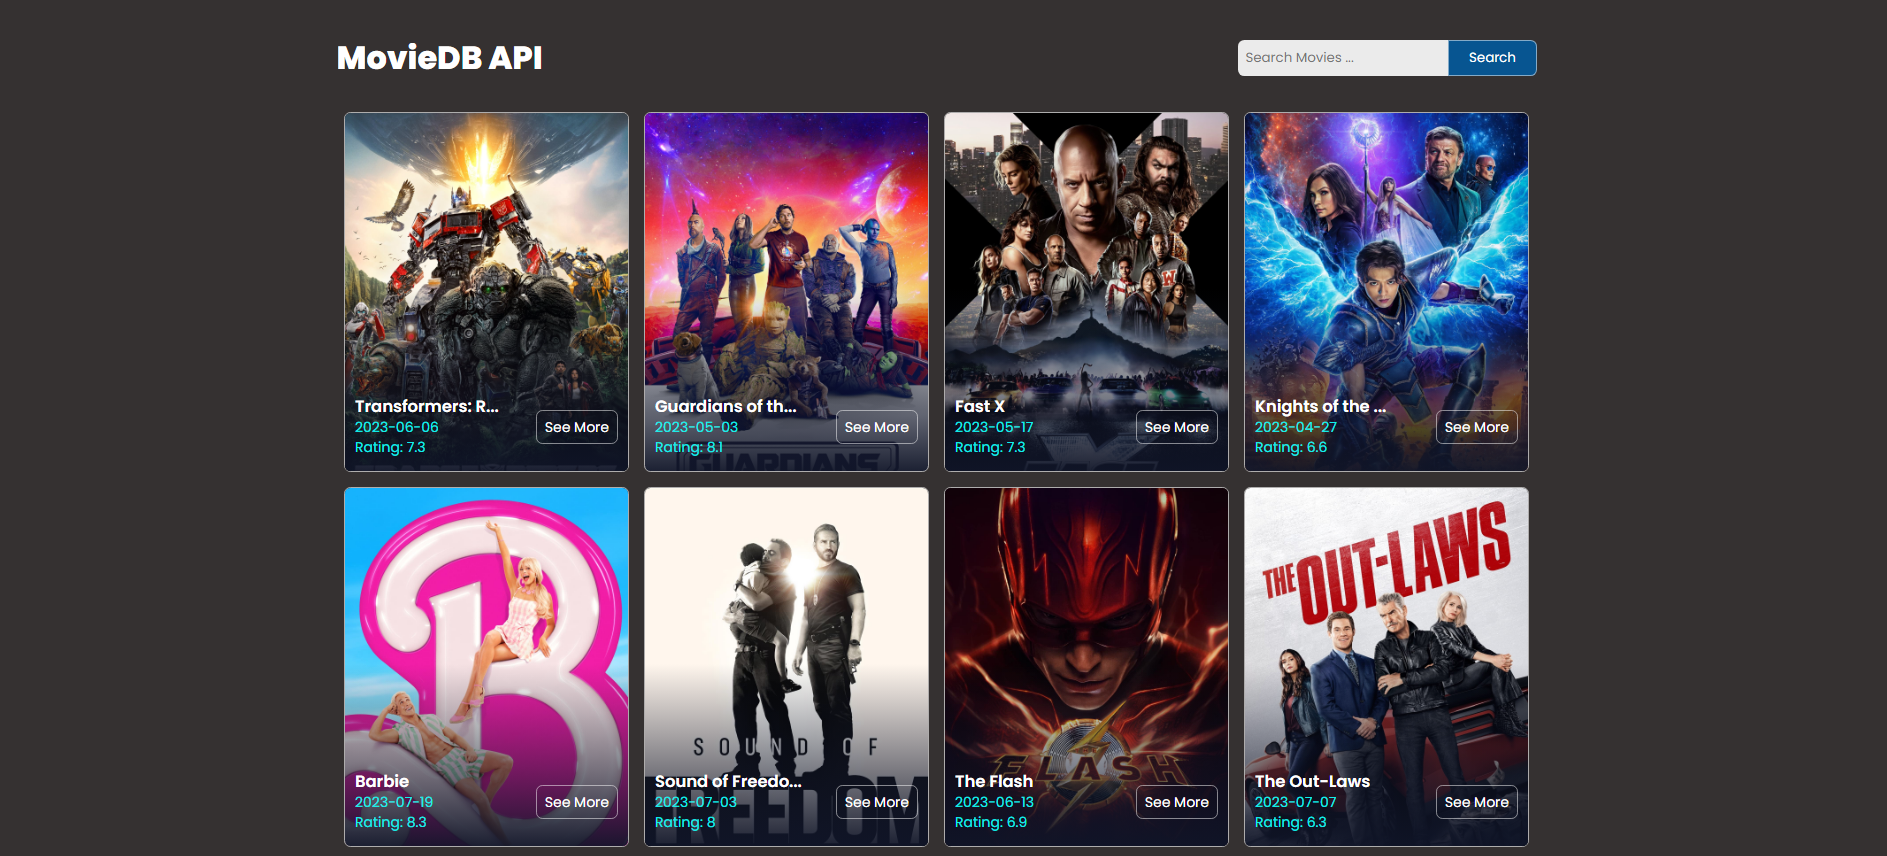 MovieDB API
Search Movies ...
Search
Transformers: R...
2023-06-06
Rating: 7.3
See More
GUARDIANS
Guardians of th...
2023-05-03
Rating: 8.1
See More
Fast X
2023-05-17
Rating: 7.3
See More
Knights of the ...
2023-04-27
Rating: 6.6
See More
Barbie
2023-07-19
Rating: 8.3
See More
SOUND OF
FREEDOM
Sound of Freedo...
2023-07-03
Rating: 8
See More
FLASH
The Flash
2023-06-13
Rating: 6.9
See More
THE OUT-LAWS
The Out-Laws
2023-07-07
Rating: 6.3
See More